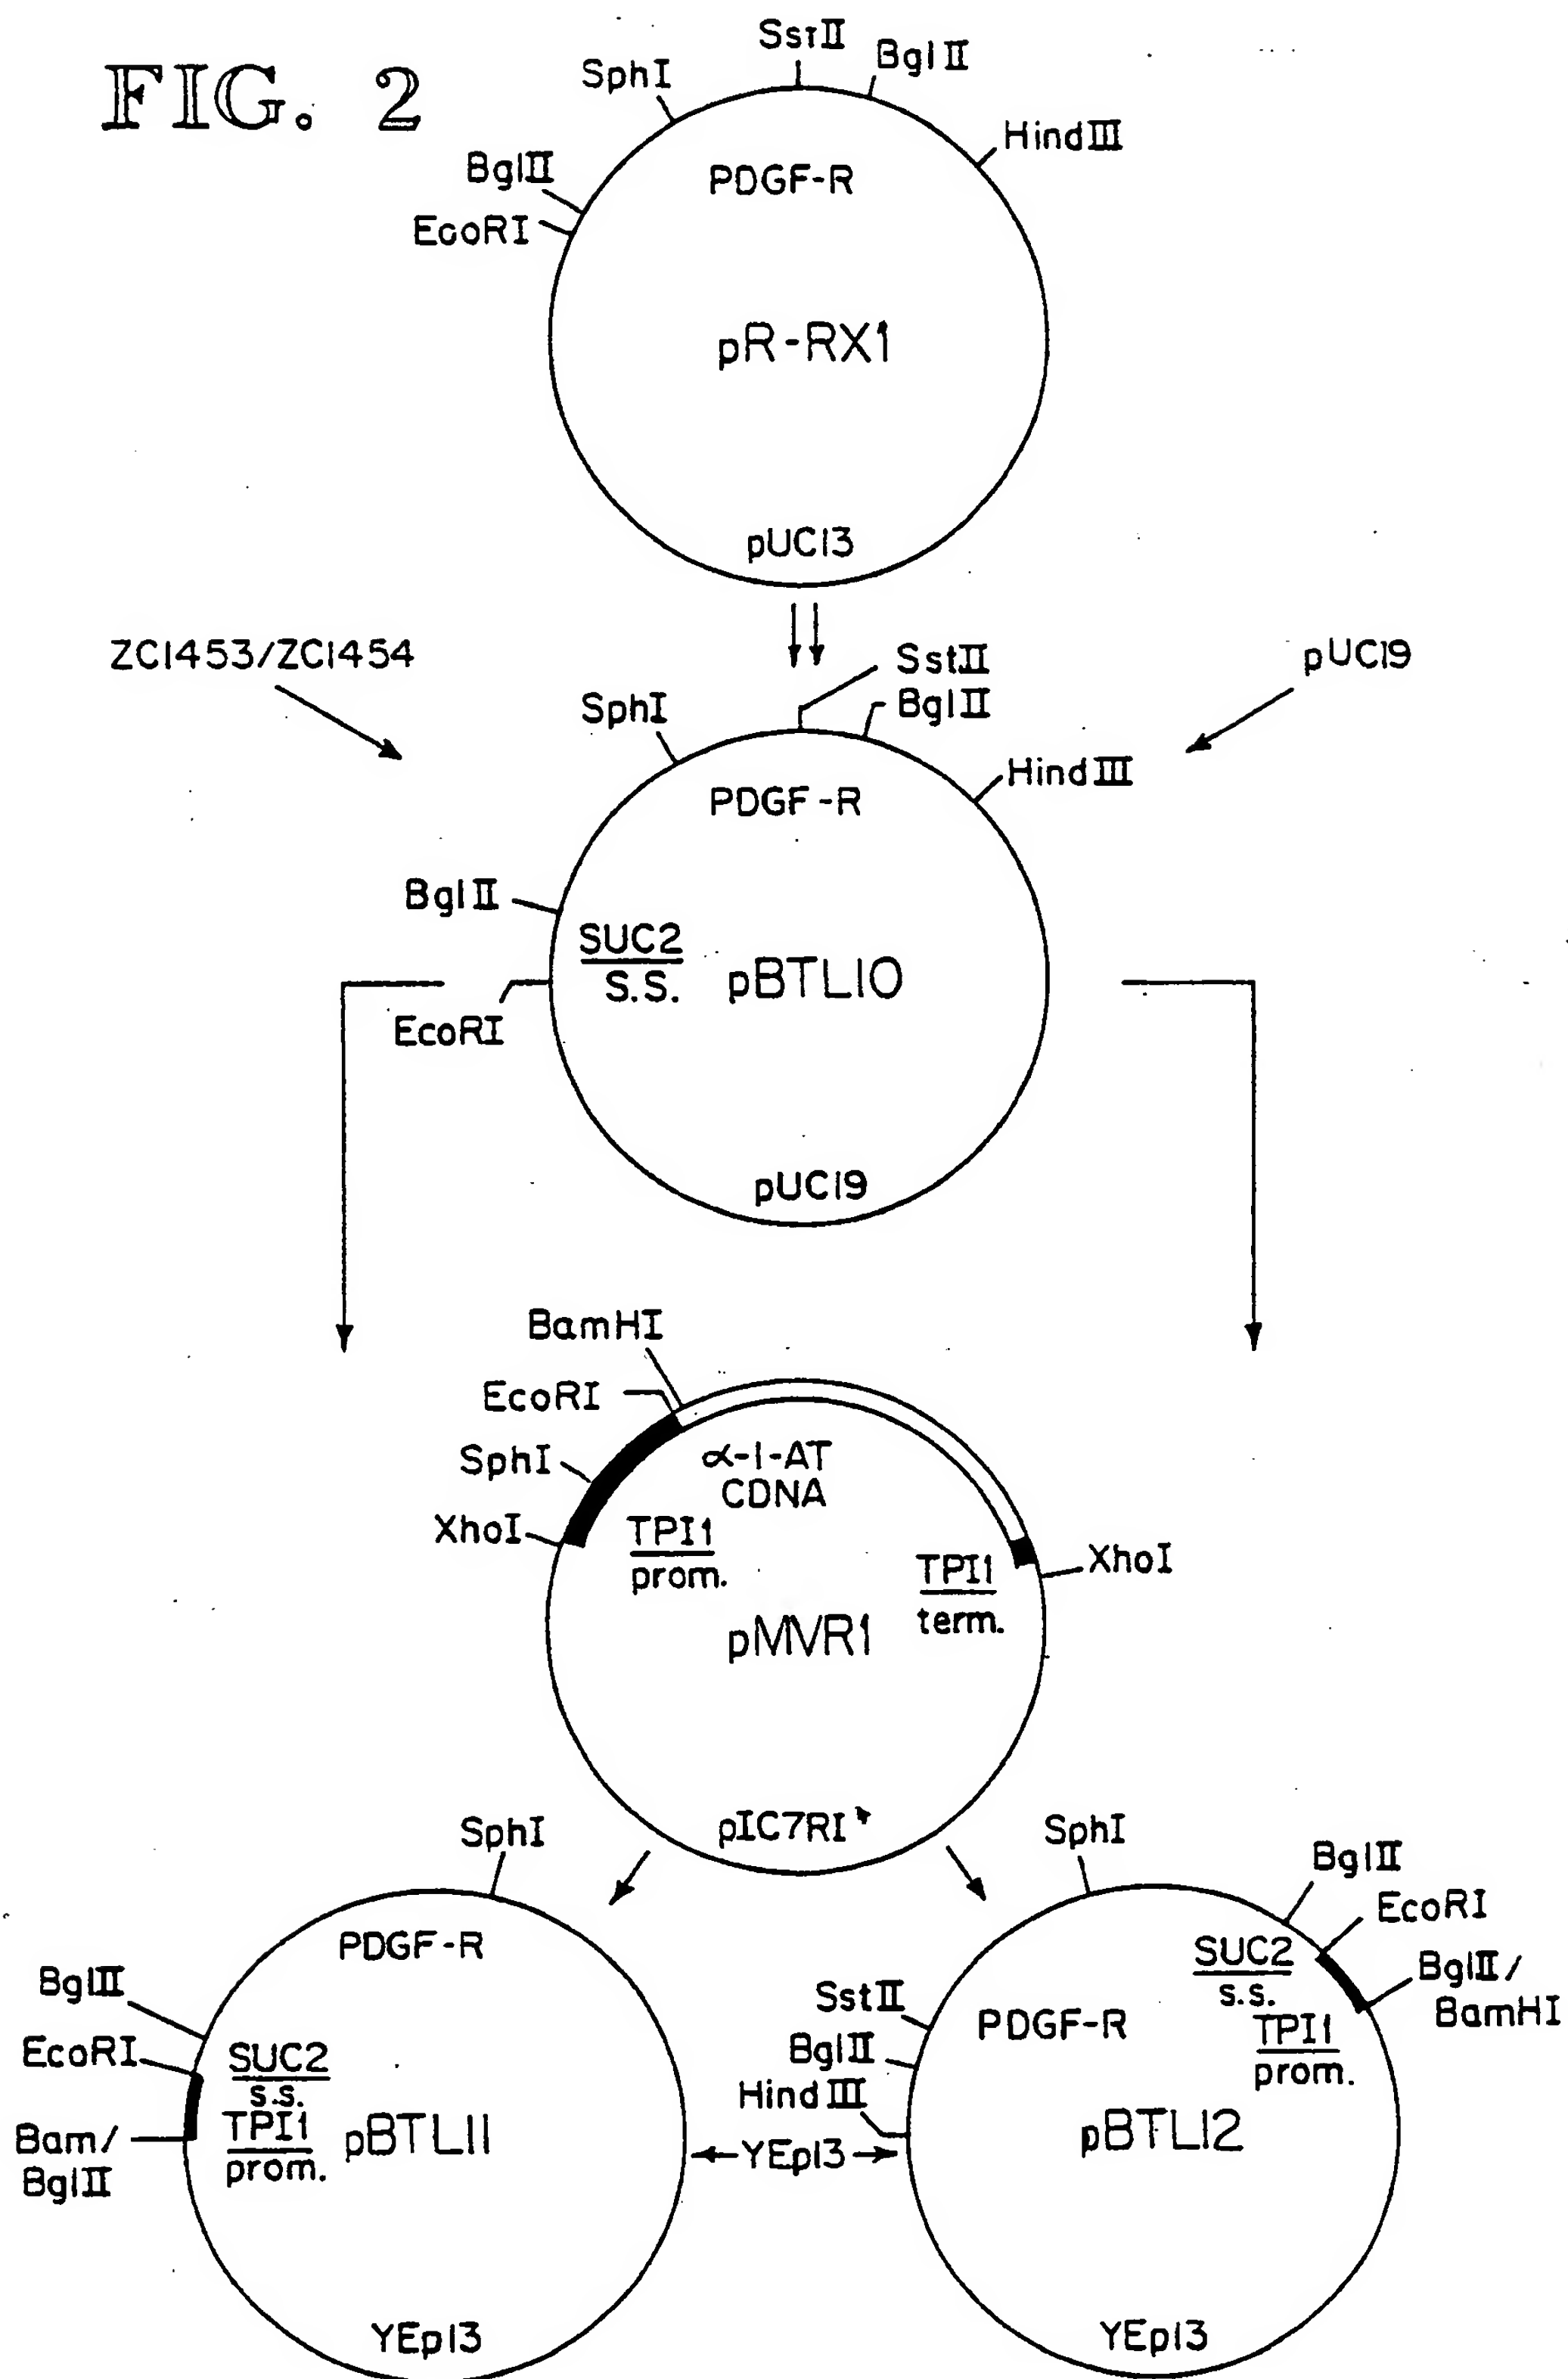 FIG. 2
SstII
BglII
SphI
HindIII
BglII
PDGF-R
EcoRI
pR-RX1
pUC13
ZC1453/ZC1454
pUC19
SstII
SphI
BglII
HindIII
PDGF-R
BglII
SUC2
S.S.
pBTL10
EcoRI
pUC19
BamHI
EcoRI
α-1-AT
CDNA
SphI
XhoI
TPI1
prom.
TPI1
term.
XhoI
pMVR1
pIC7RI*
SphI
PDGF-R
BglII
EcoRI
SUC2
s.s.
TPI1
prom.
Bam/
BglII
pBTL11
YEp13
YEp13
SphI
BglII
EcoRI
SUC2
s.s.
BglII/
BamHI
SstII
PDGF-R
TPI1
prom.
BglII
HindIII
pBTL12
YEp13